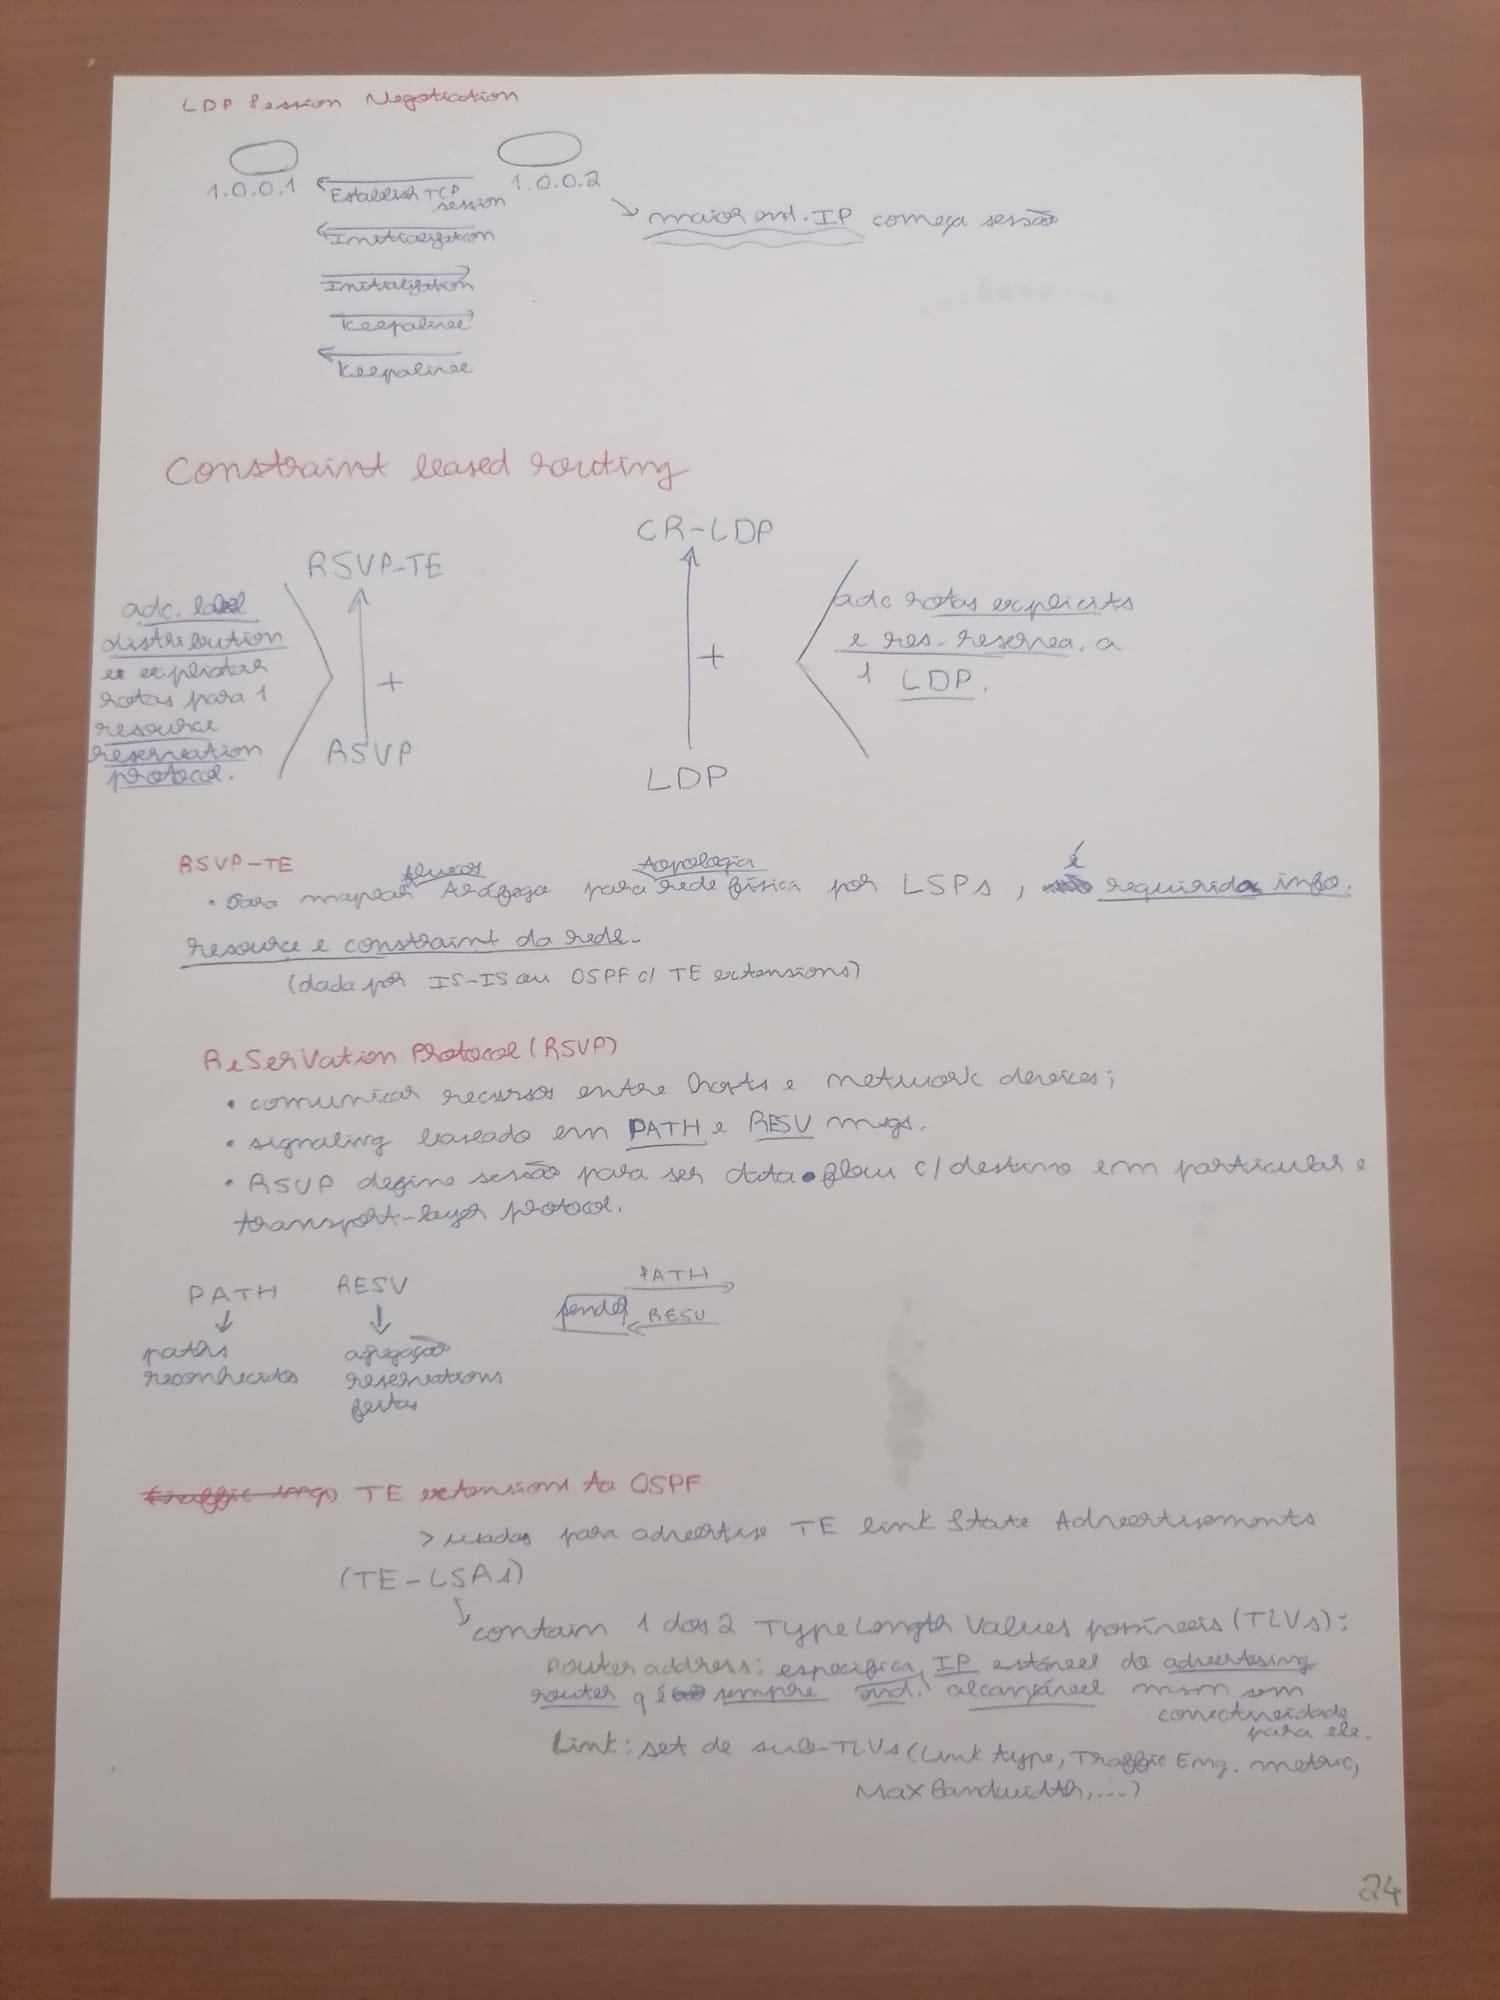 LDP Session Negotiation
1.0.0.1
1.0.0.2
Establish TCP
session
Initialization
Initialization
Keepalive
Keepalive
maior end. IP começa sessão
Constraint based routing
RSVP-TE
+
RSVP
adc. label
distribution
rotas para 1
resource
reservation
protocol.
CR-LDP
+
LDP
adc rotas explicits
e res-reserva. a
1 LDP.
RSVP-TE
fluxos
topologia
é
• Para mapear tráfego para rede física por LSPs, requirida info.
resource e constraint da rede.
(dada por IS-IS ou OSPF c/ TE extensions)
ReSerVation Protocol (RSVP)
• comunicar recursos entre hosts e network devices;
• signaling baseado em PATH e RESV msgs.
• RSVP define sessão para ser data flow c/ destino em particular e
transport-layer protocol.
PATH
paths
reconhecidos
RESV
agregação
reservations
feitas
PATH
sender
RESV
TE extensions to OSPF
> usadas para advertise TE link State Advertisements
(TE-LSAs)
contain 1 dos 2 Type Length Values possíveis (TLVs):
Router address: especifica IP estável do advertising
router q é sempre end. alcançável msm sem
conectividade
para ele.
Link: set de sub-TLVs (Link type, Traffic Eng. metric,
Max Bandwidth,...)
24